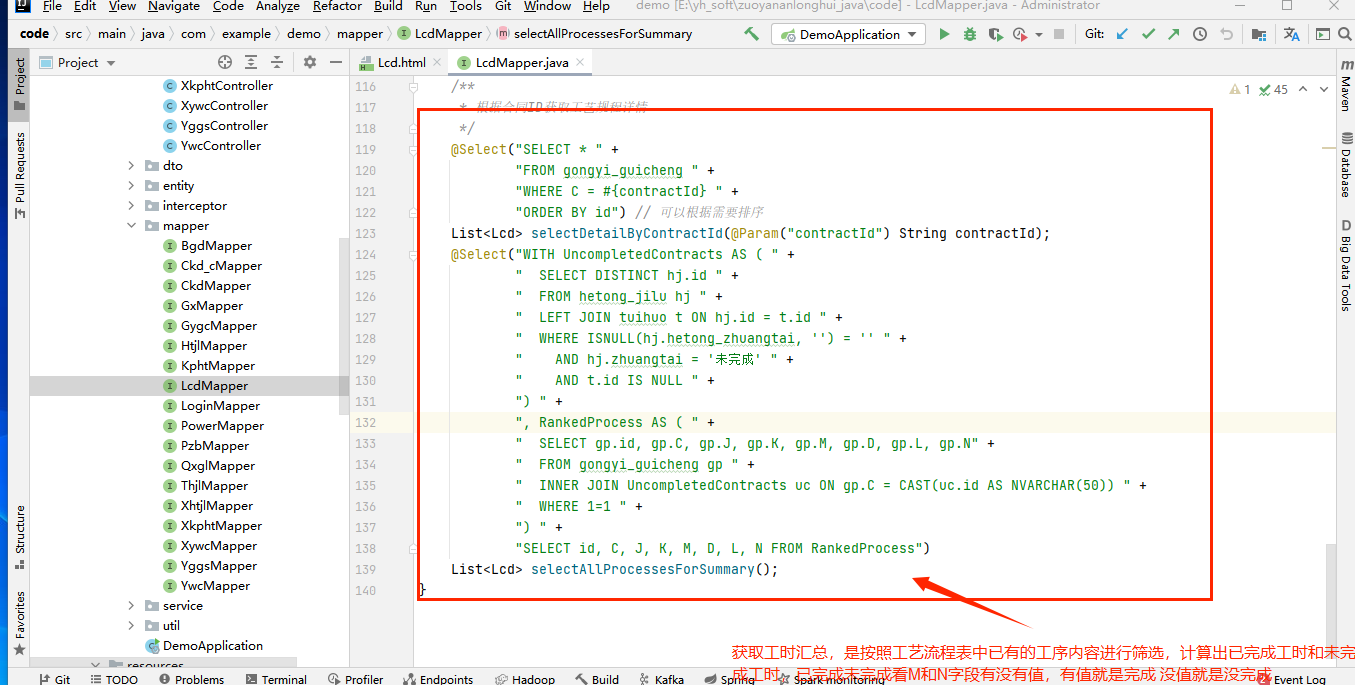 File Edit View Navigate Code Analyze Refactor Build Run Tools Git Window Help demo [E:\yh_soft\zuoyananlonghui_java\code] - LcdMapper.java - Administrator
code src main java com example demo mapper LcdMapper selectAllProcessesForSummary DemoApplication Git:
Project Lcd.html LcdMapper.java
Project
Pull Requests
Structure
Favorites
XkphtController
XywcController
YggsController
YwcController
dto
entity
interceptor
mapper
BgdMapper
Ckd_cMapper
CkdMapper
GxMapper
GygcMapper
HtjlMapper
KphtMapper
LcdMapper
LoginMapper
PowerMapper
PzbMapper
QxglMapper
ThjlMapper
XhtjlMapper
XkphtMapper
XywcMapper
YggsMapper
YwcMapper
service
util
DemoApplication
resources
1 45
116 /**
117 * 根据合同ID获取工艺规程详情
118 */
119 @Select("SELECT * " +
120 "FROM gongyi_guicheng " +
121 "WHERE C = #{contractId} " +
122 "ORDER BY id") // 可以根据需要排序
123 List<Lcd> selectDetailByContractId(@Param("contractId") String contractId);
124 @Select("WITH UncompletedContracts AS ( " +
125 "  SELECT DISTINCT hj.id " +
126 "  FROM hetong_jilu hj " +
127 "  LEFT JOIN tuihuo t ON hj.id = t.id " +
128 "  WHERE ISNULL(hj.hetong_zhuangtai, '') = '' " +
129 "    AND hj.zhuangtai = '未完成' " +
130 "    AND t.id IS NULL " +
131 ") " +
132 ", RankedProcess AS ( " +
133 "  SELECT gp.id, gp.C, gp.J, gp.K, gp.M, gp.D, gp.L, gp.N" +
134 "  FROM gongyi_guicheng gp " +
135 "  INNER JOIN UncompletedContracts uc ON gp.C = CAST(uc.id AS NVARCHAR(50)) " +
136 "  WHERE 1=1 " +
137 ") " +
138 "SELECT id, C, J, K, M, D, L, N FROM RankedProcess")
139 List<Lcd> selectAllProcessesForSummary();
140 }
Maven
Database
Big Data Tools
获取工时汇总，是按照工艺流程表中已有的工序内容进行筛选，计算出已完成工时和未完
成工时，已完成未完成看M和N字段有没有值，有值就是完成 没值就是没完成
Git TODO Problems Terminal Profiler Endpoints Hadoop Build Kafka Spring Spark monitoring Event Log